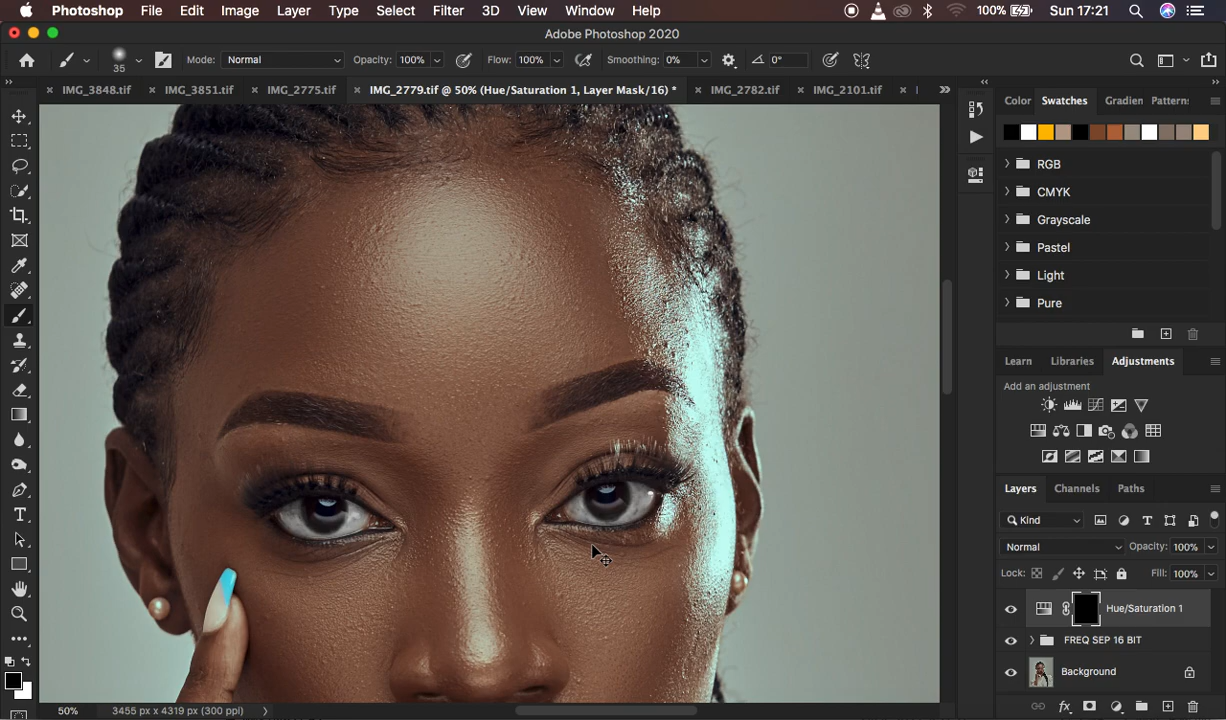 Photoshop File Edit Image Layer Type Select Filter 3D View Window Help 100% Sun 17:21
Adobe Photoshop 2020
35 Mode: Normal Opacity: 100% Flow: 100% Smoothing: 0% 0°
IMG_3848.tif IMG_3851.tif IMG_2775.tif IMG_2779.tif @ 50% (Hue/Saturation 1, Layer Mask/16) * IMG_2782.tif IMG_2101.tif
Color Swatches Gradien Patterns
RGB
CMYK
Grayscale
Pastel
Light
Pure
Learn Libraries Adjustments
Add an adjustment
Layers Channels Paths
Kind
Normal Opacity: 100%
Lock: Fill: 100%
Hue/Saturation 1
FREQ SEP 16 BIT
Background
50% 3455 px x 4319 px (300 ppi)